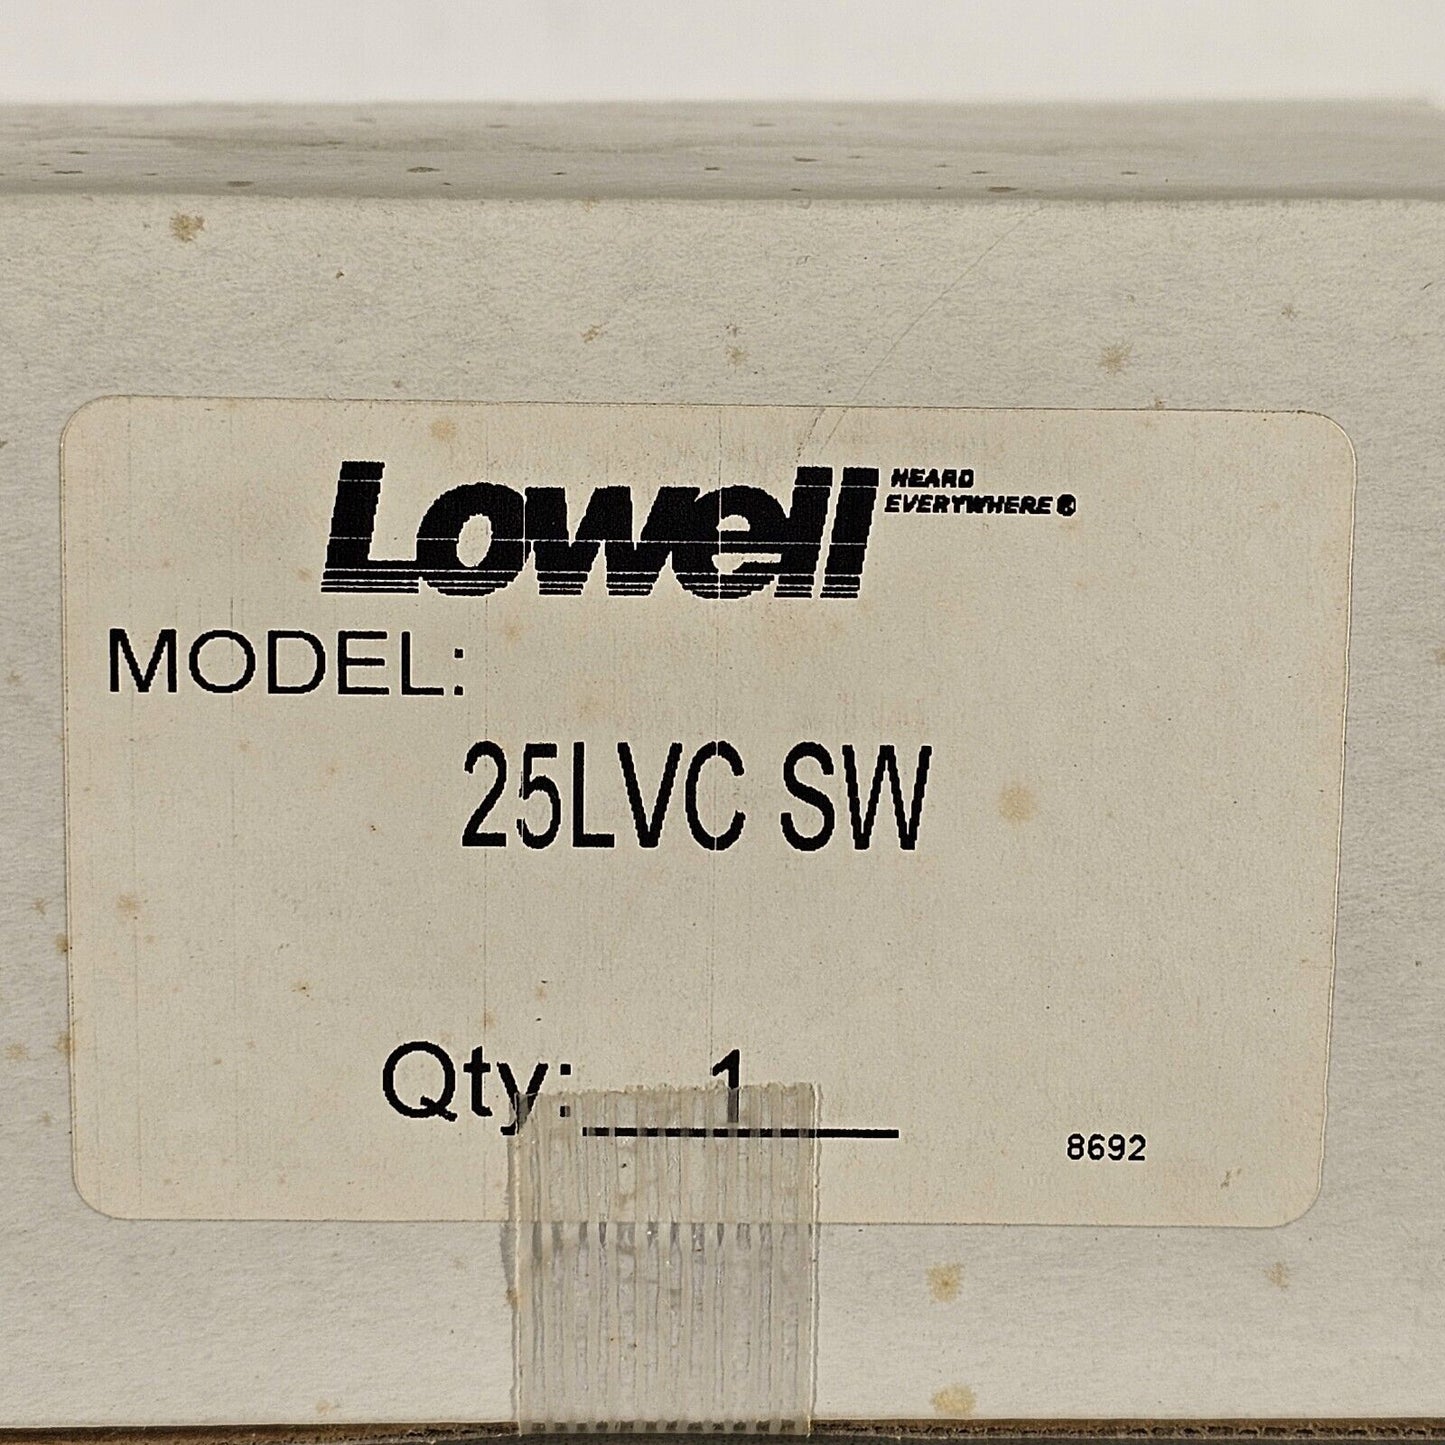 Lowell HEARD
EVERYWHERE®
MODEL:
25LVC SW
Qty: 1
8692